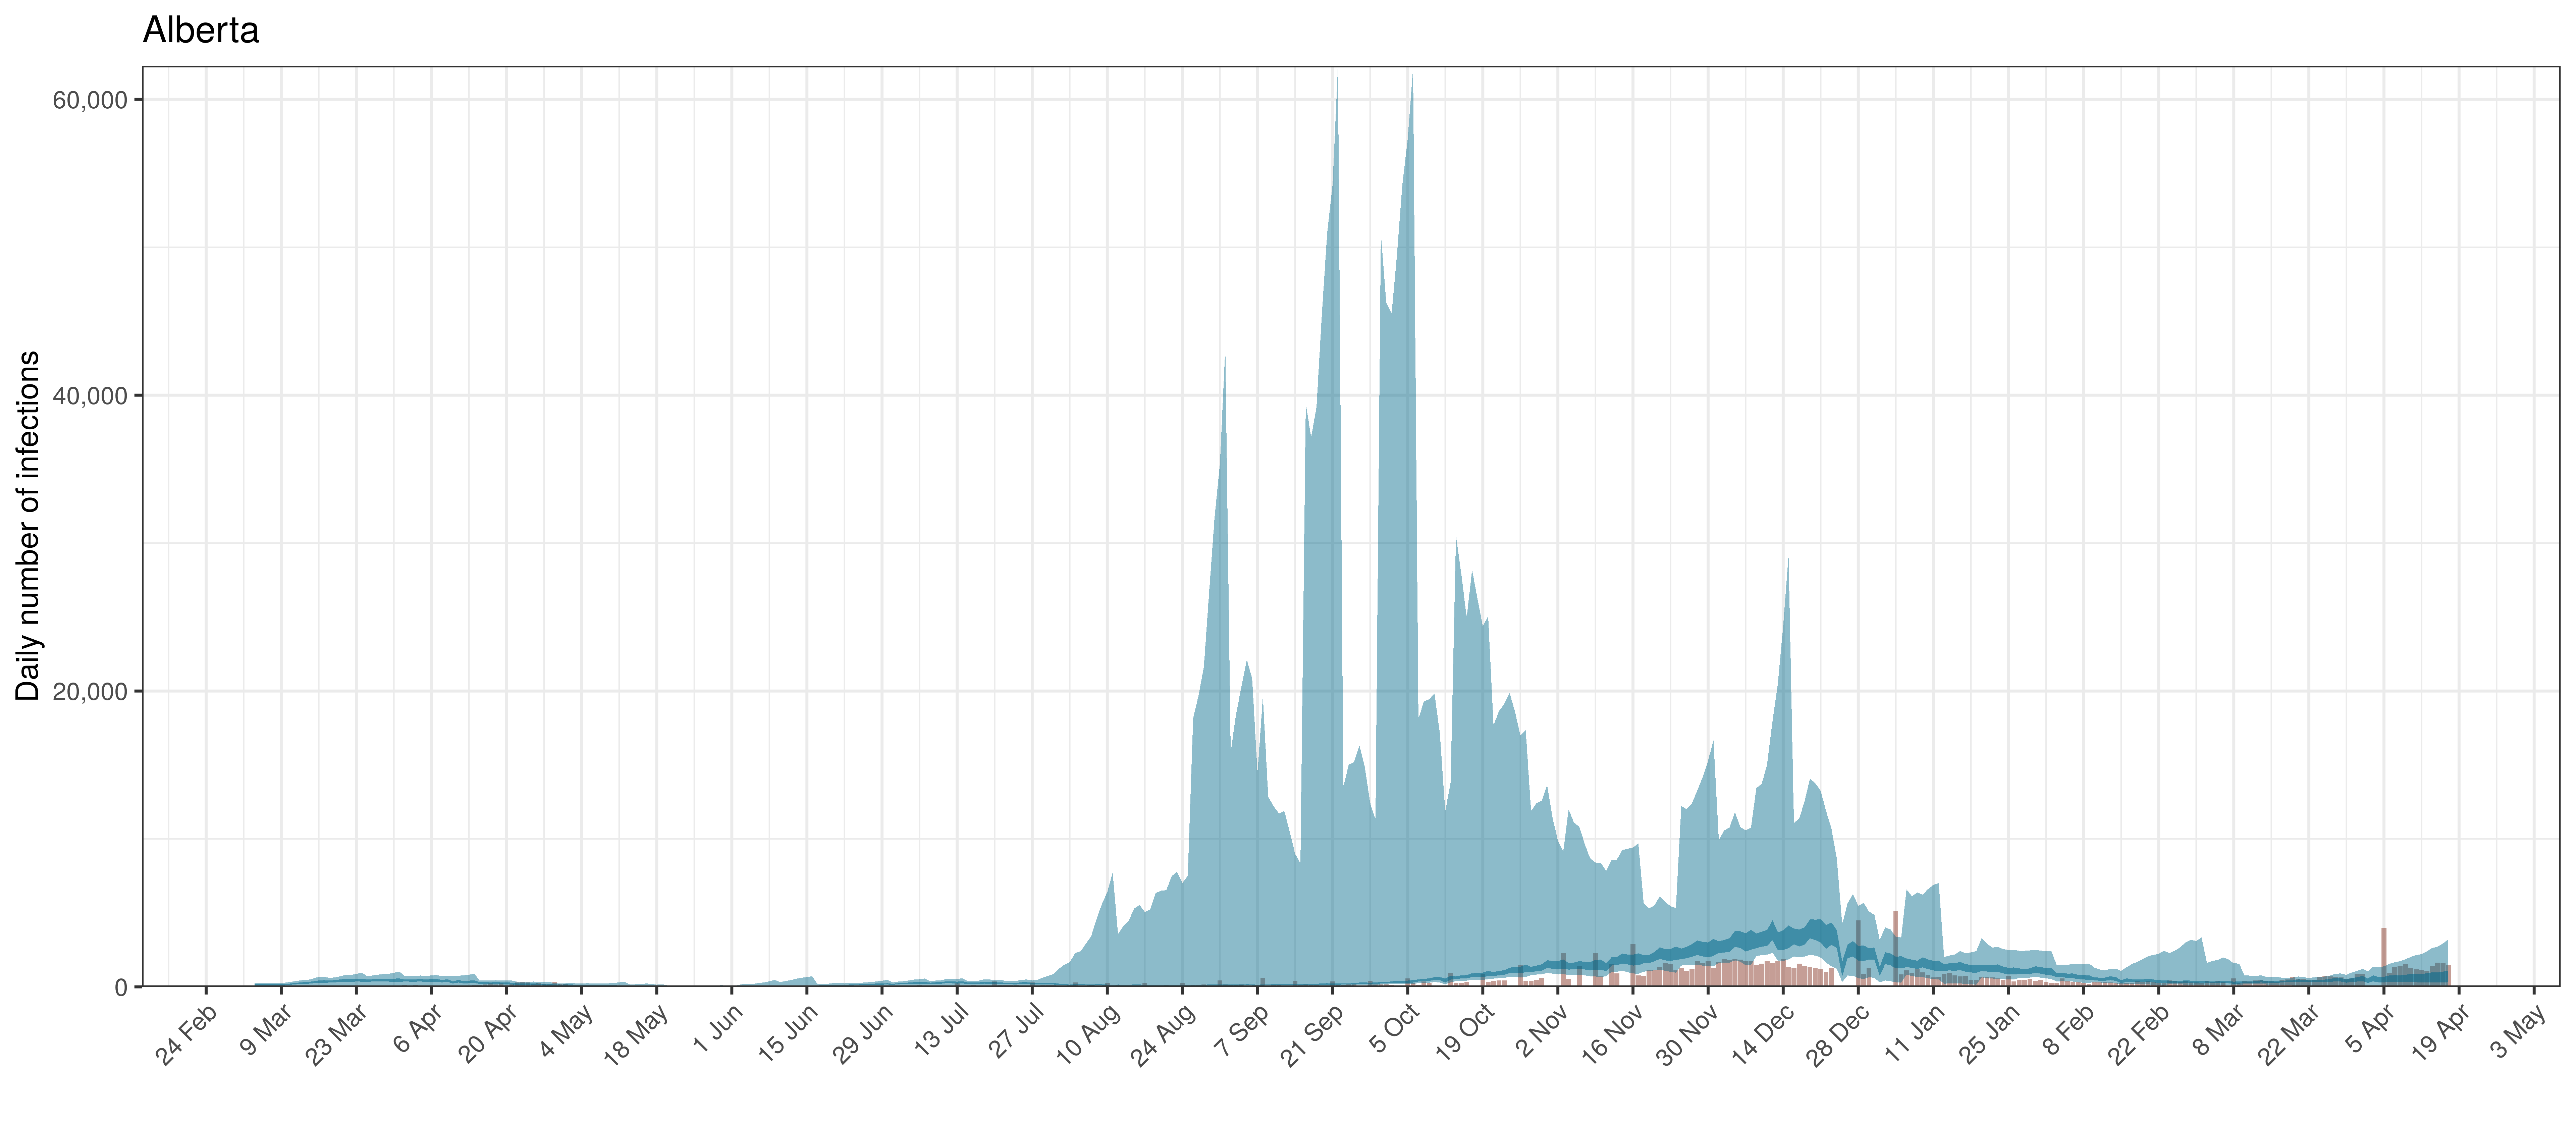 Alberta
Daily number of infections
60,000
40,000
20,000
0
24 Feb
9 Mar
23 Mar
6 Apr
20 Apr
4 May
18 May
1 Jun
15 Jun
29 Jun
13 Jul
27 Jul
10 Aug
24 Aug
7 Sep
21 Sep
5 Oct
19 Oct
2 Nov
16 Nov
30 Nov
14 Dec
28 Dec
11 Jan
25 Jan
8 Feb
22 Feb
8 Mar
22 Mar
5 Apr
19 Apr
3 May